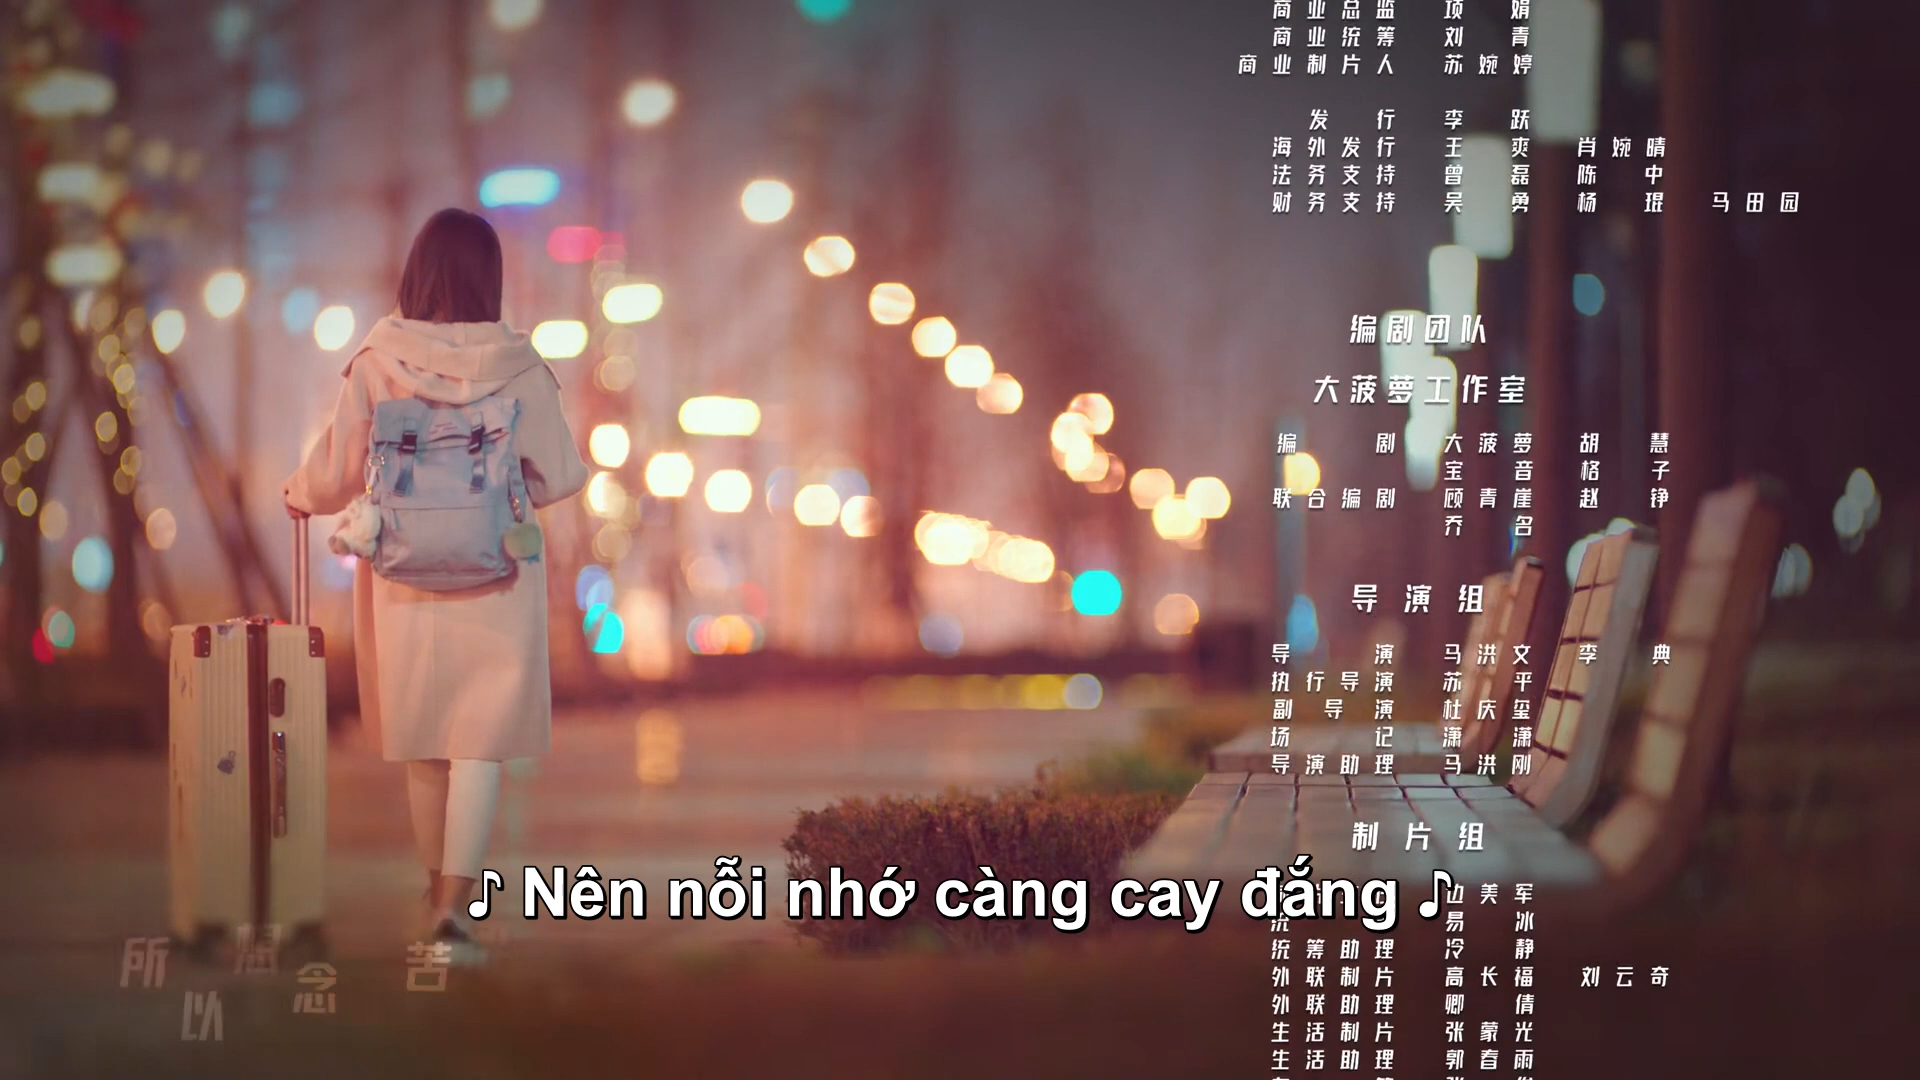 商业总监 项娟
商业统筹 刘青
商业制片人 苏婉婷
发行 李跃
海外发行 王爽 肖婉晴
法务支持 曾磊 陈中
财务支持 吴勇 杨琨 马田园
编剧团队
大菠萝工作室
编剧 大菠萝 胡慧
宝音格子
联合编剧 顾青崖 赵铮
乔名
导演组
导演 马洪文 李典
执行导演 苏平
副导演 杜庆玺
场记 潇潇
导演助理 马洪刚
制片组
边美军
♪ Nên nỗi nhớ càng cay đắng ♪
易冰
统筹助理 冷静
外联制片 高长福 刘云奇
外联助理 卿倩
生活制片 张蒙光
生活助理 郭春雨
所以想念苦